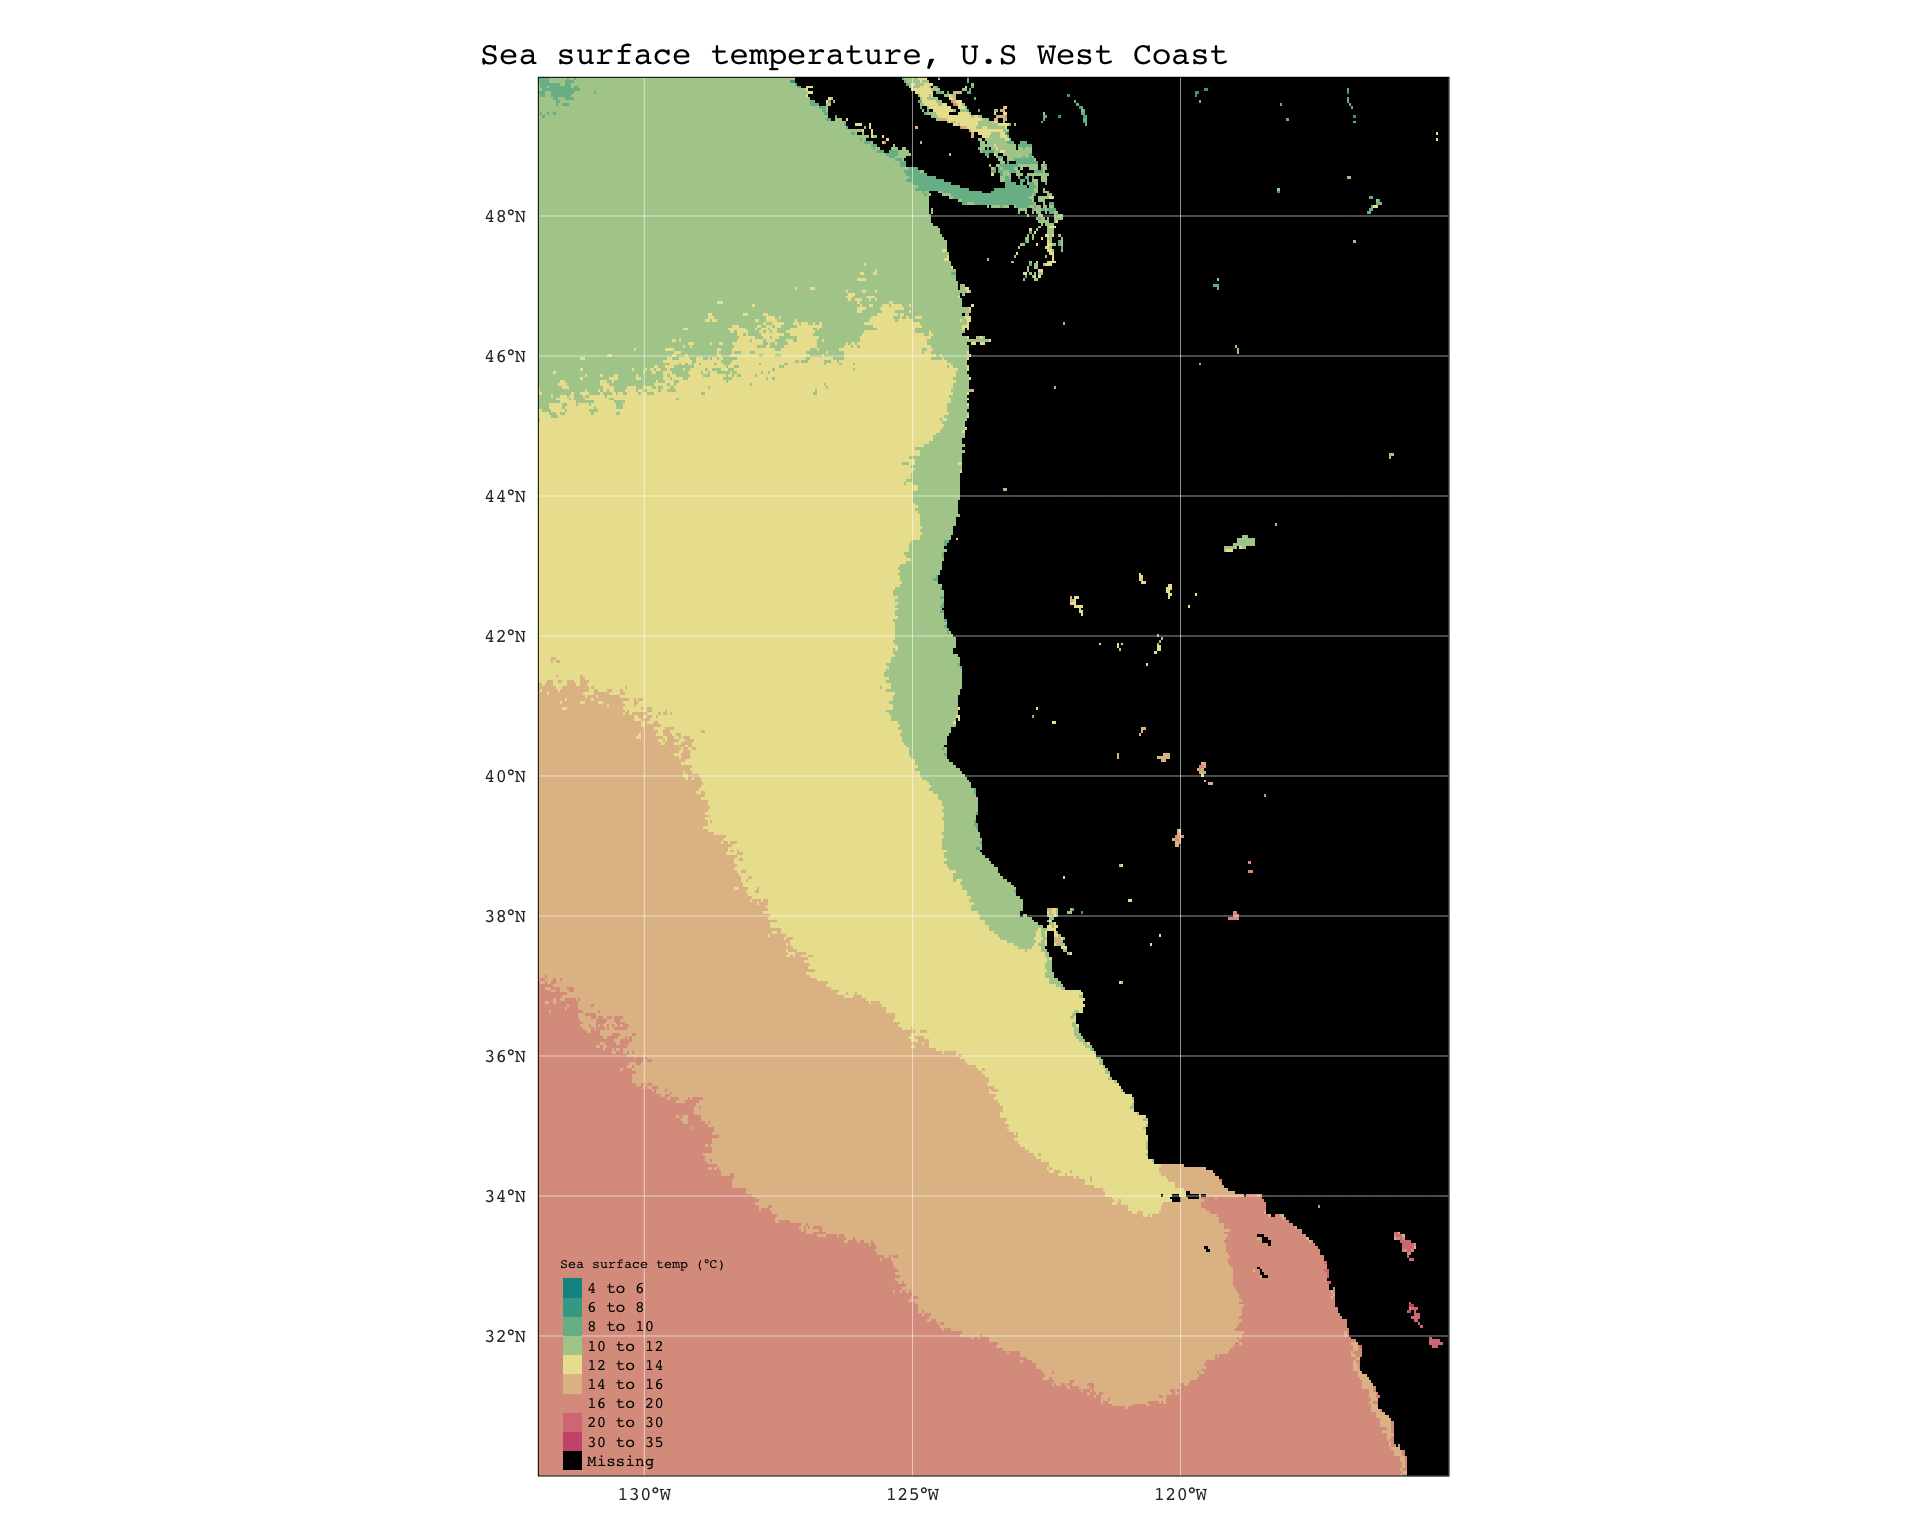 Sea surface temperature, U.S West Coast
48°N
46°N
44°N
42°N
40°N
38°N
36°N
34°N
32°N
Sea surface temp (°C)
4 to 6
6 to 8
8 to 10
10 to 12
12 to 14
14 to 16
16 to 20
20 to 30
30 to 35
Missing
130°W
125°W
120°W